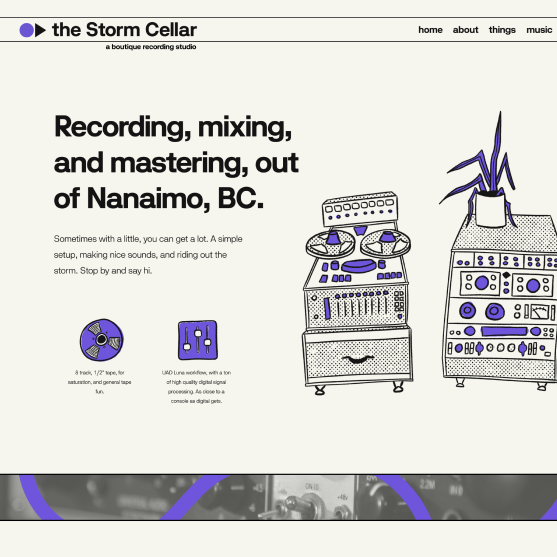 the Storm Cellar
a boutique recording studio
home about things music
Recording, mixing,
and mastering, out
of Nanaimo, BC.
Sometimes with a little, you can get a lot. A simple
setup, making nice sounds, and riding out the
storm. Stop by and say hi.
8 track, 1/2" tape, for
saturation, and general tape
fun.
UAD Luna workflow, with a ton
of high quality digital signal
processing. As close to a
console as digital gets.